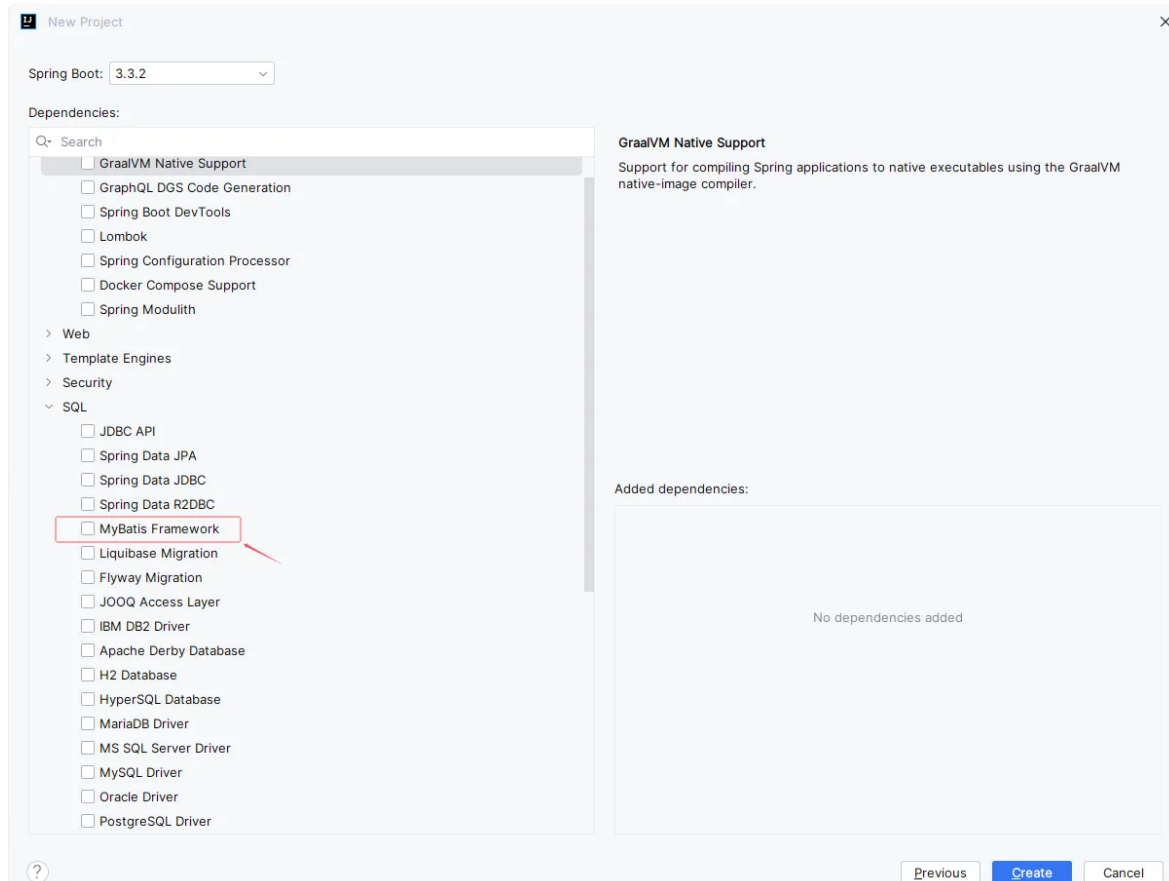 New Project
Spring Boot: 3.3.2
Dependencies:
Search
GraalVM Native Support
GraphQL DGS Code Generation
Spring Boot DevTools
Lombok
Spring Configuration Processor
Docker Compose Support
Spring Modulith
Web
Template Engines
Security
SQL
JDBC API
Spring Data JPA
Spring Data JDBC
Spring Data R2DBC
MyBatis Framework
Liquibase Migration
Flyway Migration
JOOQ Access Layer
IBM DB2 Driver
Apache Derby Database
H2 Database
HyperSQL Database
MariaDB Driver
MS SQL Server Driver
MySQL Driver
Oracle Driver
PostgreSQL Driver
GraalVM Native Support
Support for compiling Spring applications to native executables using the GraalVM
native-image compiler.
Added dependencies:
No dependencies added
?
Previous
Create
Cancel